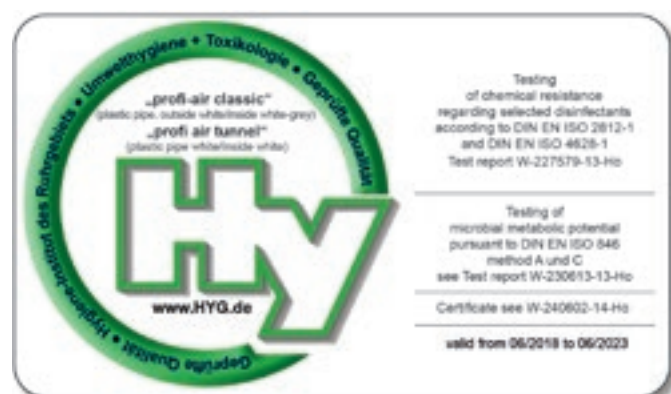 Geprüfte Qualität • Hygiene-Institut des Ruhrgebiets • Umwelthygiene + Toxikologie • Geprüfte Qualität
„profi-air classic“
(plastic pipe, outside white/inside white-grey)
„profi air tunnel“
(plastic pipe white/inside white)
Hy
www.HYG.de
Testing
of chemical resistance
regarding selected disinfectants
according to DIN EN ISO 2812-1
and DIN EN ISO 4628-1
Test report W-227579-13-Ho
Testing of
microbial metabolic potential
pursuant to DIN EN ISO 846
method A und C
see Test report W-230613-13-Ho
Certificate see W-240602-14-Ho
valid from 06/2018 to 06/2023